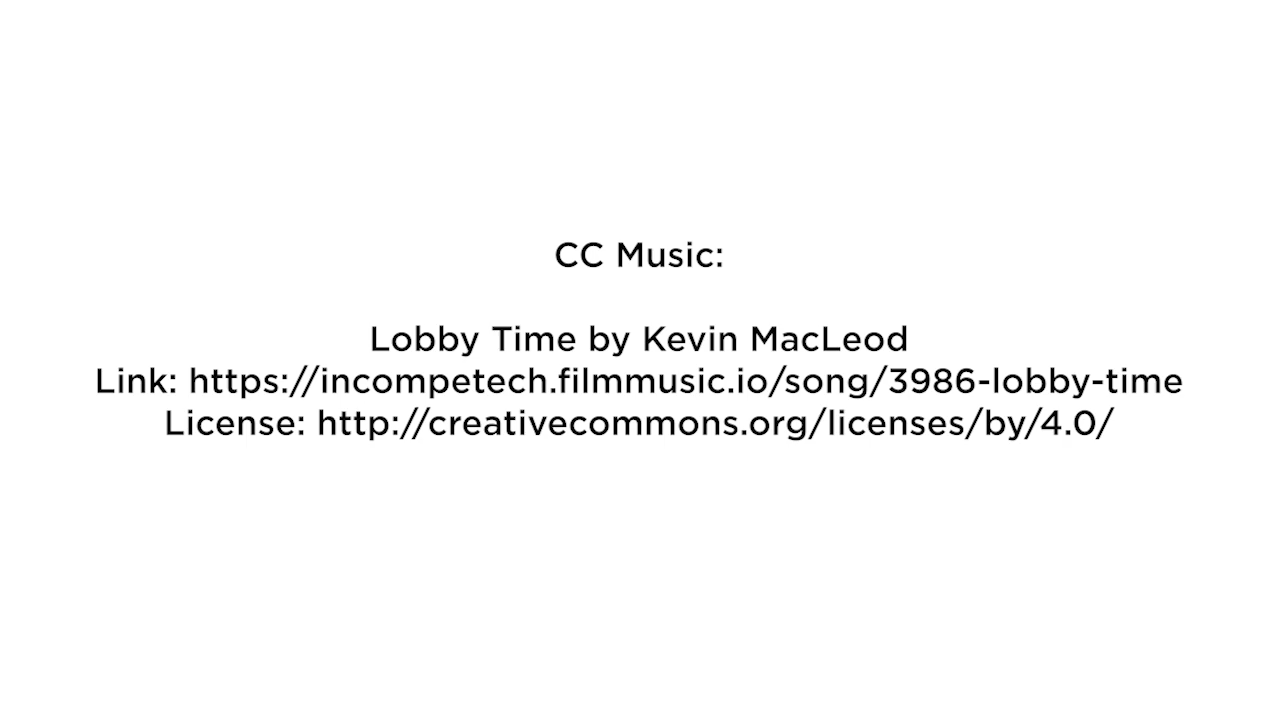 CC Music:
Lobby Time by Kevin MacLeod
Link: https://incompetech.filmmusic.io/song/3986-lobby-time
License: http://creativecommons.org/licenses/by/4.0/